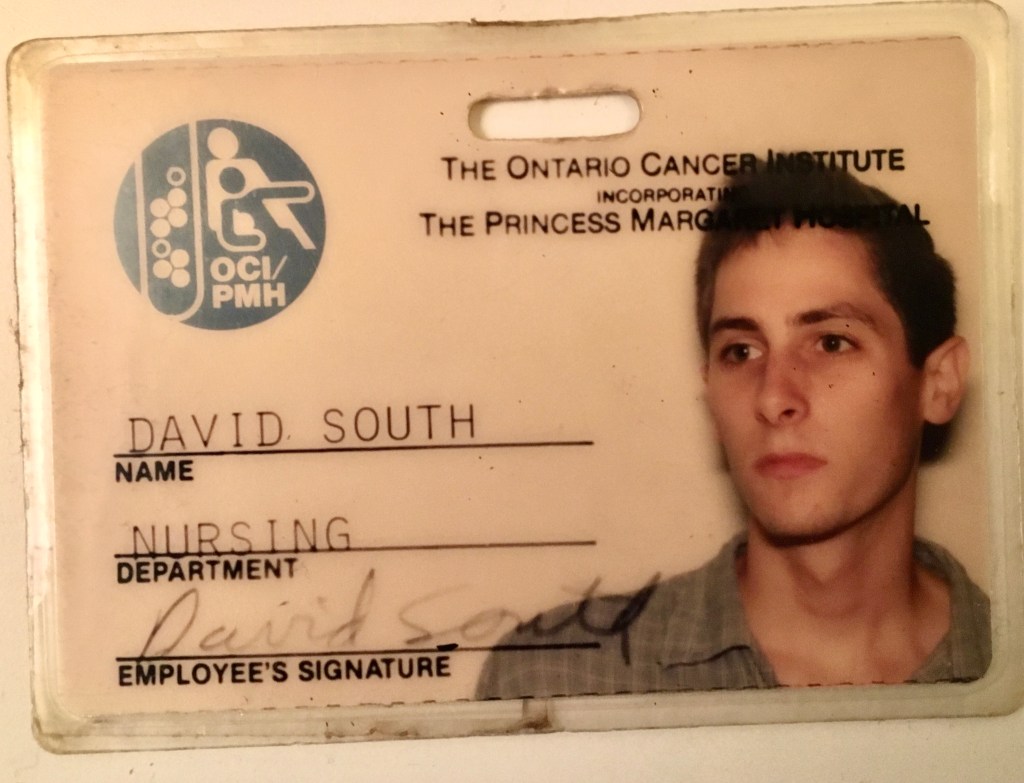 THE ONTARIO CANCER INSTITUTE
INCORPORATING
THE PRINCESS MARGARET HOSPITAL
OCI/
PMH
DAVID SOUTH
NAME
NURSING
DEPARTMENT
David South
EMPLOYEE'S SIGNATURE